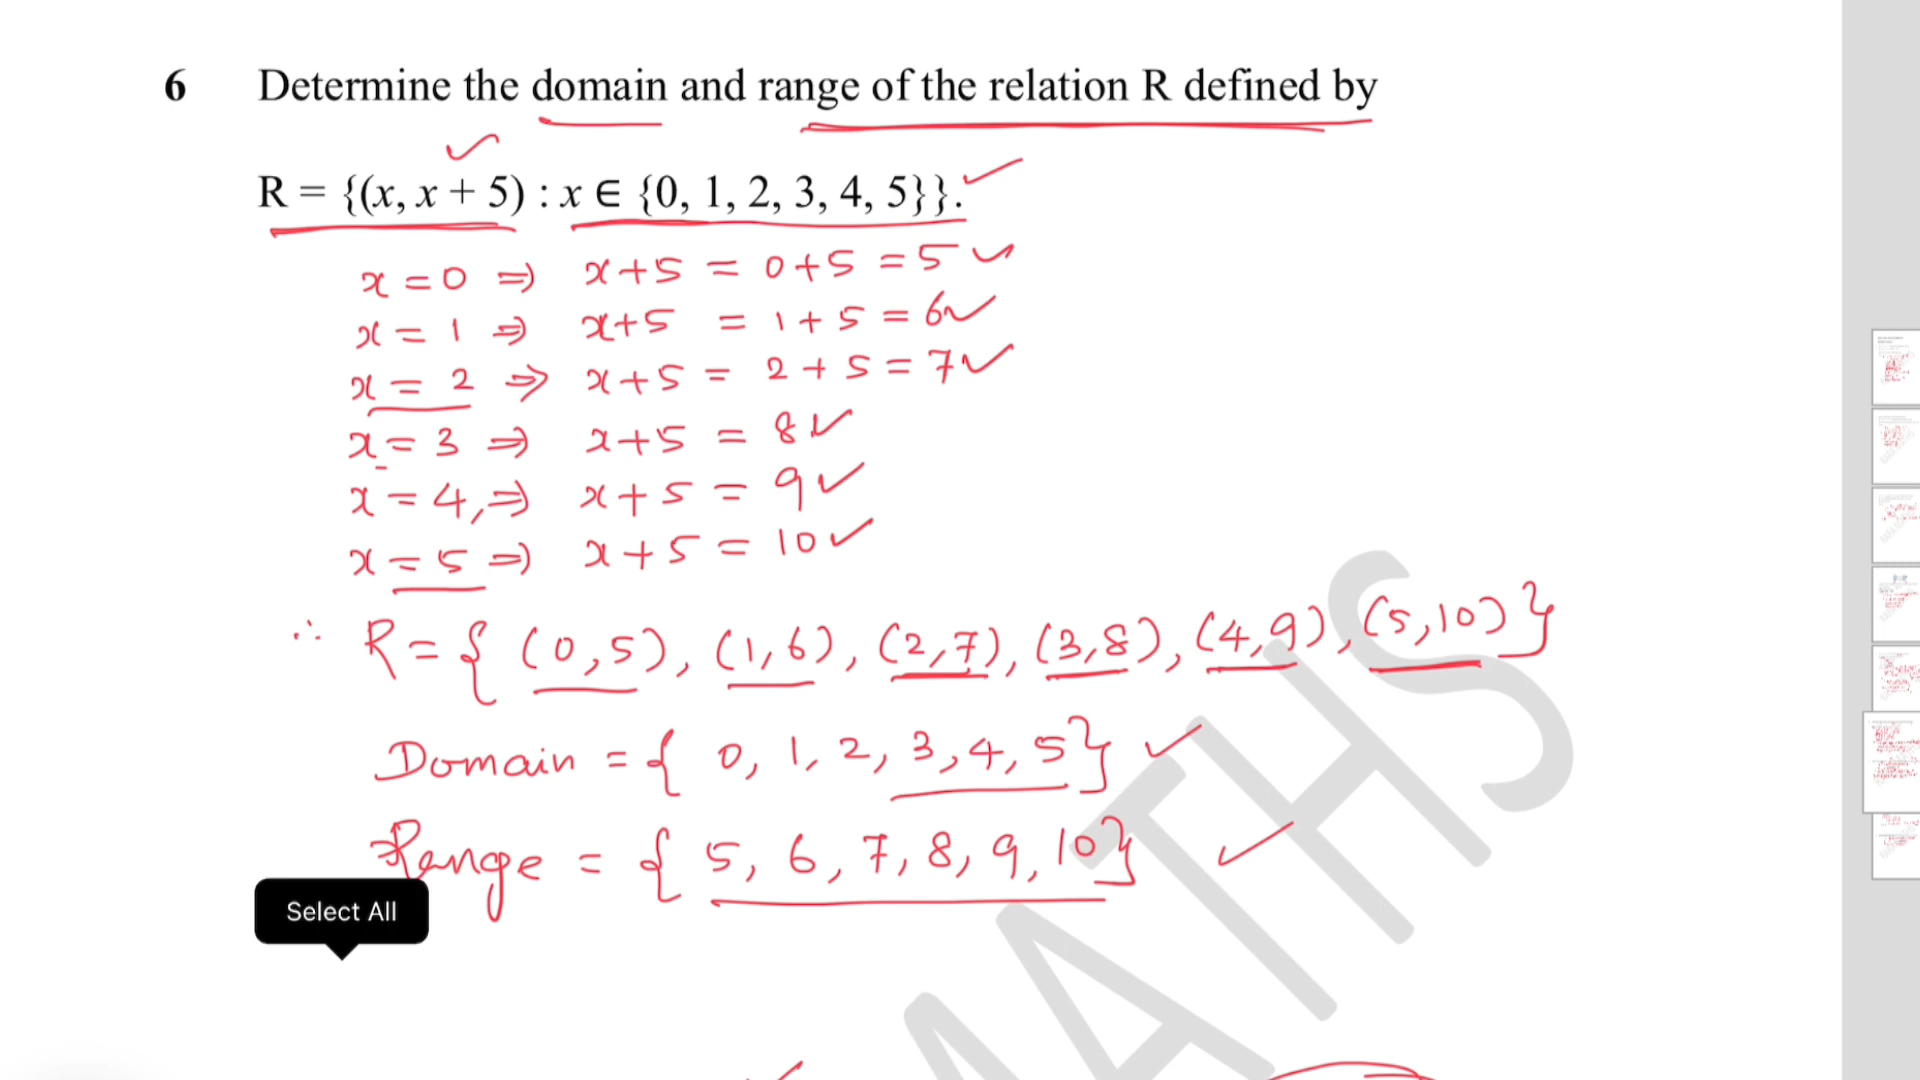 6 Determine the domain and range of the relation R defined by
R = {(x, x + 5) : x ∈ {0, 1, 2, 3, 4, 5}}.
x = 0 ⇒ x+5 = 0+5 = 5
x = 1 ⇒ x+5 = 1+5 = 6
x = 2 ⇒ x+5 = 2+5 = 7
x = 3 ⇒ x+5 = 8
x = 4, ⇒ x+5 = 9
x = 5 ⇒ x+5 = 10
∴ R = { (0,5), (1,6), (2,7), (3,8), (4,9), (5,10) }
Domain = { 0, 1, 2, 3, 4, 5}
Range = { 5, 6, 7, 8, 9, 10}
Select All
MATHS